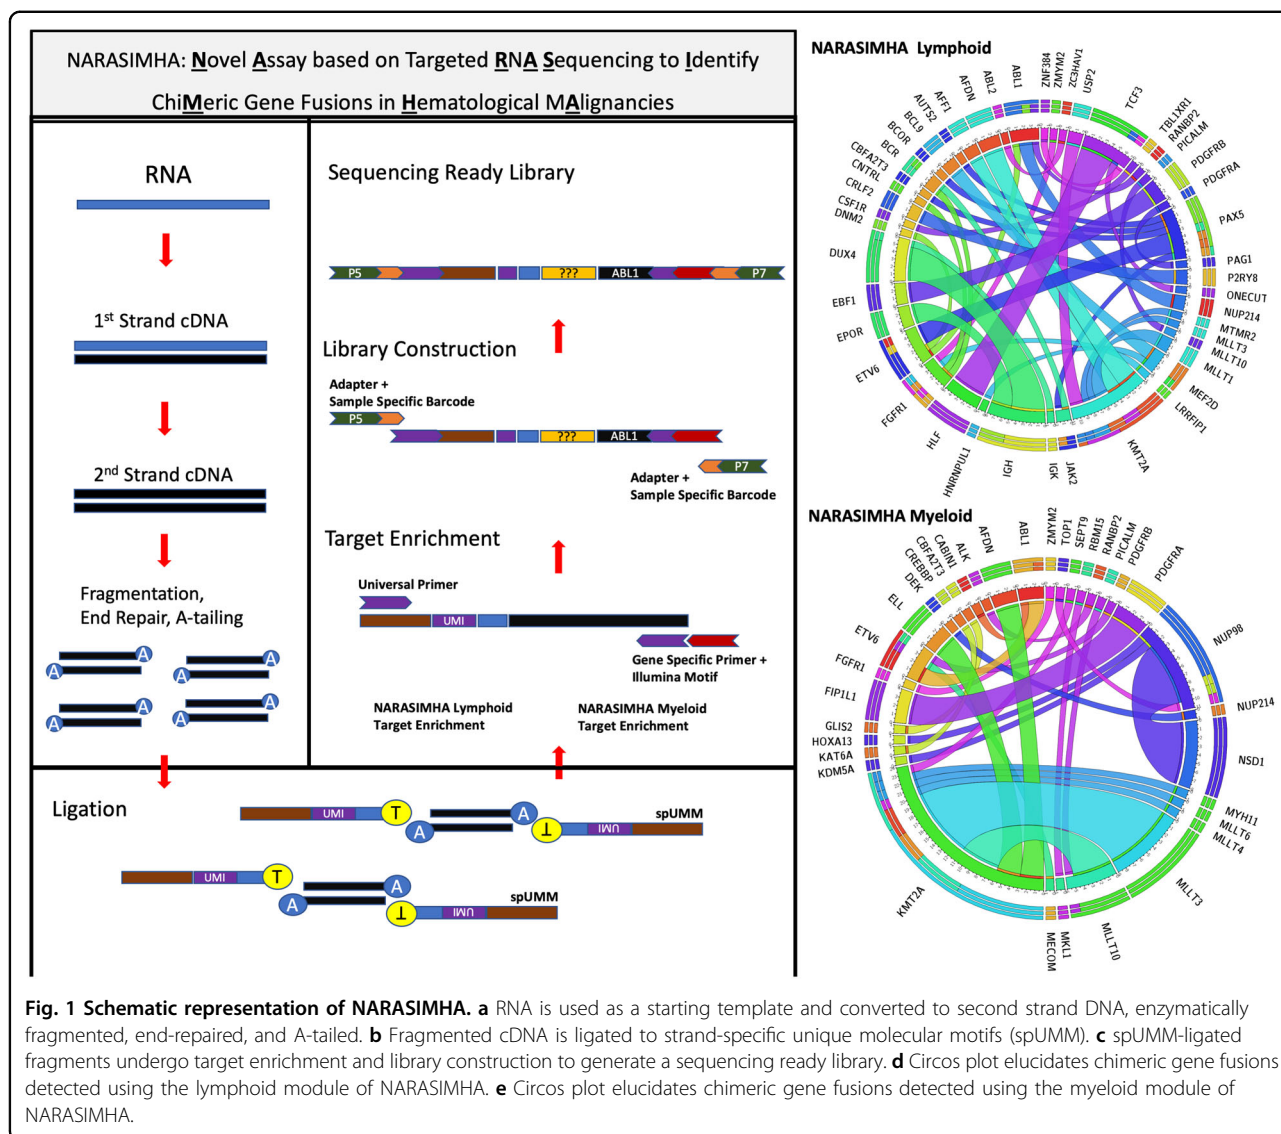 NARASIMHA: Novel Assay based on Targeted RNA Sequencing to Identify
ChiMeric Gene Fusions in Hematological MAlignancies
RNA
1st Strand cDNA
2nd Strand cDNA
Fragmentation,
End Repair, A-tailing
A
A
A
A
A
A
A
A
Sequencing Ready Library
P5
???
ABL1
P7
Library Construction
Adapter +
Sample Specific Barcode
P5
???
ABL1
P7
Adapter +
Sample Specific Barcode
Target Enrichment
Universal Primer
UMI
Gene Specific Primer +
Illumina Motif
NARASIMHA Lymphoid
Target Enrichment
NARASIMHA Myeloid
Target Enrichment
Ligation
UMI
T
A
A
T
UMI
spUMM
UMI
T
A
A
T
UMI
spUMM
NARASIMHA Lymphoid
ZNF384
ZMYM2
ZC3HAV1
USP2
TCF3
TBL1XR1
RANBP2
PICALM
PDGFRB
PDGFRA
PAX5
PAG1
P2RY8
ONECUT
NUP214
MTMR2
MLLT3
MLLT10
MLLT1
MEF2D
LRRFIP1
KMT2A
JAK2
IGK
IGH
HNRNPUL1
HLF
FGFR1
ETV6
EPOR
EBF1
DUX4
DNM2
CSF1R
CRLF2
CNTRL
CBFA2T3
BCR
BCOR
BCL9
AUTS2
AFF1
AFDN
ABL2
ABL1
NARASIMHA Myeloid
ZMYM2
TOP1
SEPT9
RBM15
RANBP2
PICALM
PDGFRB
PDGFRA
NUP98
NUP214
NSD1
MYH11
MLLT6
MLLT4
MLLT3
MLLT10
MKL1
MECOM
KMT2A
KDM5A
KAT6A
HOXA13
GLIS2
FIP1L1
FGFR1
ETV6
ELL
DEK
CREBBP
CBFA2T3
CABIN1
ALK
AFDN
ABL1
Fig. 1 Schematic representation of NARASIMHA. a RNA is used as a starting template and converted to second strand DNA, enzymatically
fragmented, end-repaired, and A-tailed. b Fragmented cDNA is ligated to strand-specific unique molecular motifs (spUMM). c spUMM-ligated
fragments undergo target enrichment and library construction to generate a sequencing ready library. d Circos plot elucidates chimeric gene fusions
detected using the lymphoid module of NARASIMHA. e Circos plot elucidates chimeric gene fusions detected using the myeloid module of
NARASIMHA.